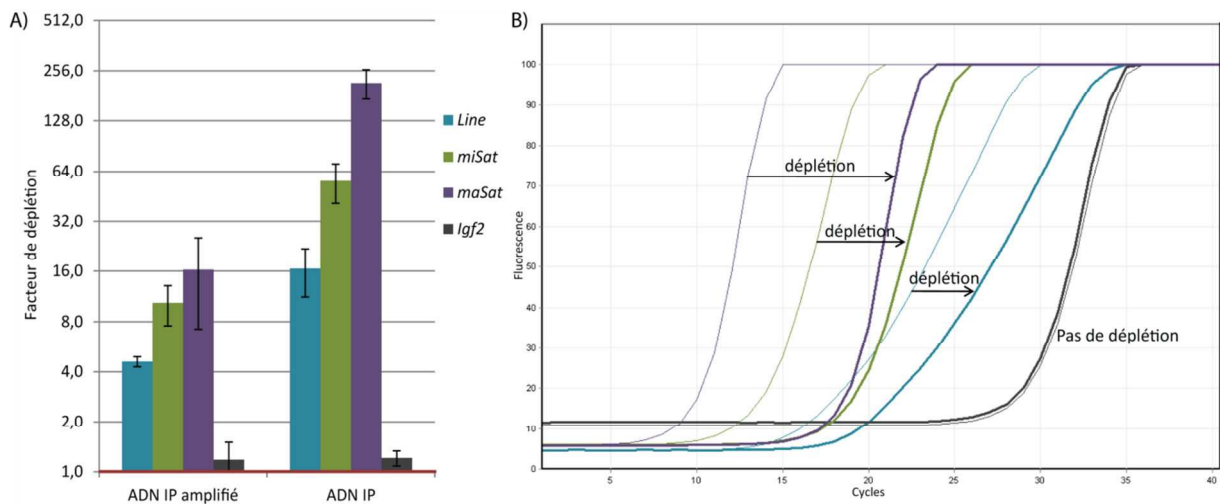 A)
Facteur de déplétion
512,0
256,0
128,0
64,0
32,0
16,0
8,0
4,0
2,0
1,0
ADN IP amplifié
ADN IP
Line
miSat
maSat
Igf2
B)
Flluorescence
100
90
80
70
60
50
40
30
20
10
0
5
10
15
20
25
30
35
40
Cycles
déplétion
déplétion
déplétion
Pas de déplétion